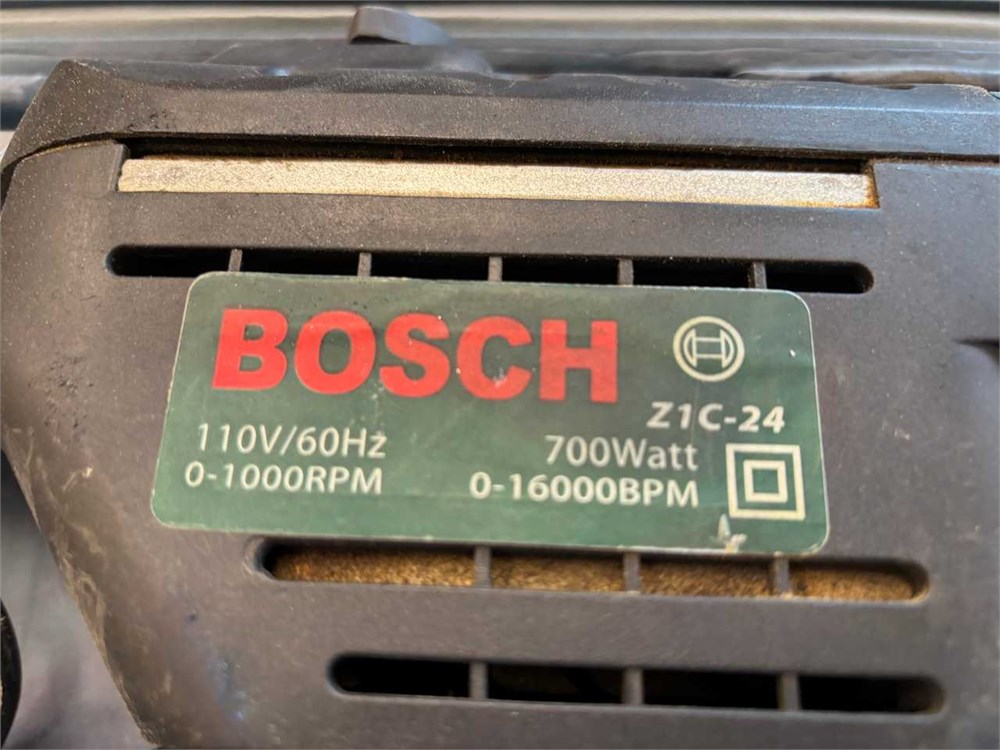 BOSCH
Z1C-24
110V/60Hz 700Watt
0-1000RPM 0-16000BPM